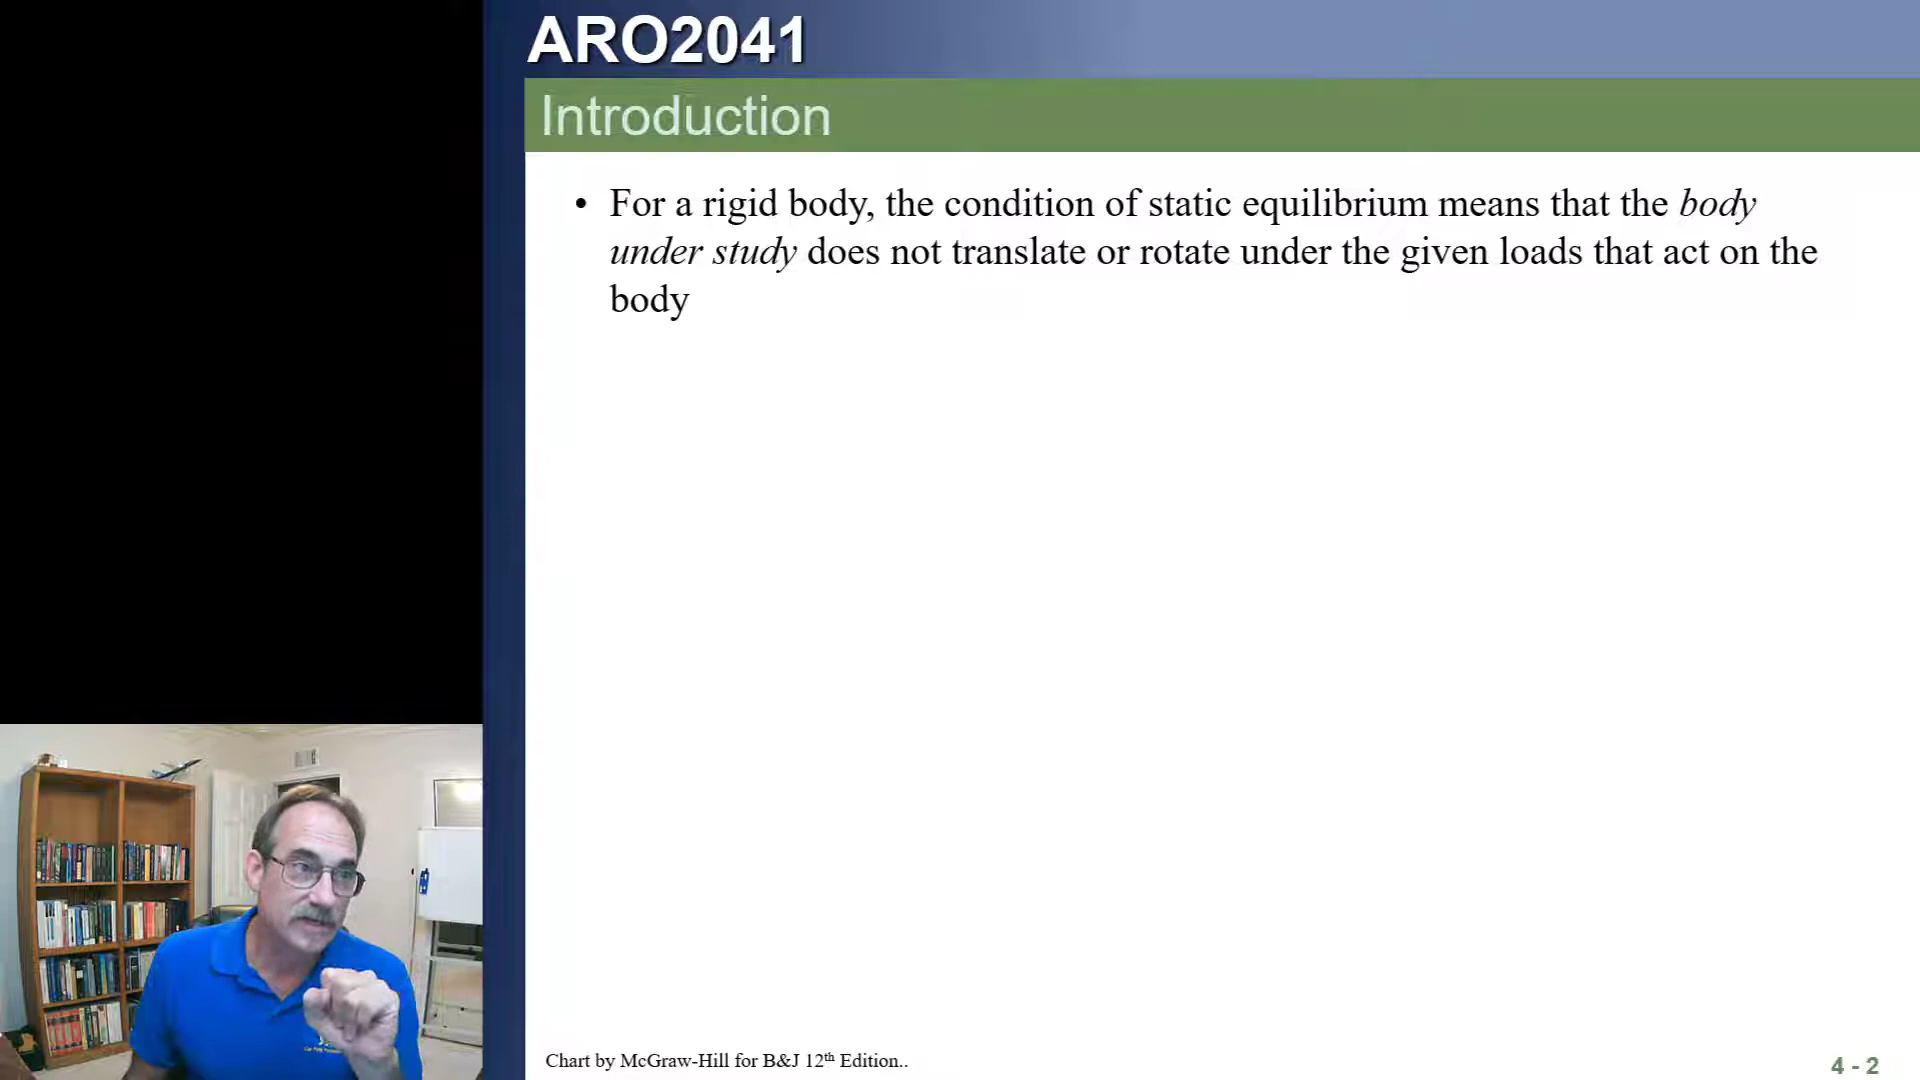 ARO2041
Introduction
• For a rigid body, the condition of static equilibrium means that the body
under study does not translate or rotate under the given loads that act on the
body
Chart by McGraw-Hill for B&J 12th Edition..
4 - 2